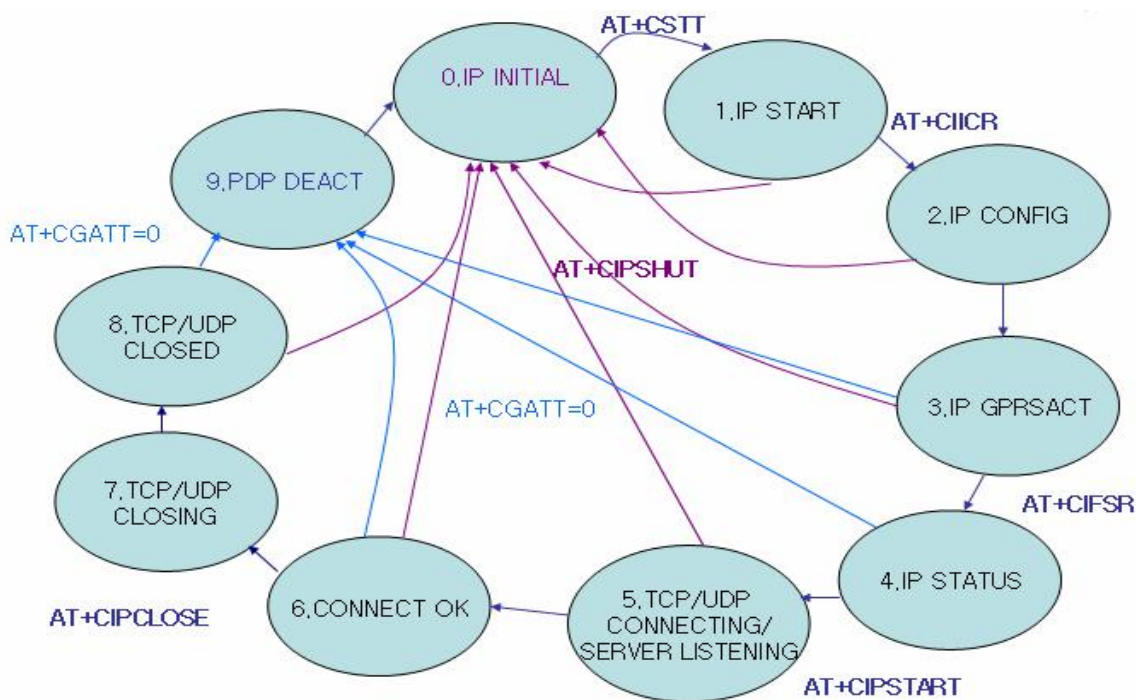 AT+CSTT
0,IP INITIAL
1,IP START
AT+CIICR
9,PDP DEACT
2,IP CONFIG
AT+CGATT=0
AT+CIPSHUT
8,TCP/UDP
CLOSED
3,IP GPRSACT
AT+CGATT=0
7,TCP/UDP
CLOSING
AT+CIFSR
4,IP STATUS
5,TCP/UDP
CONNECTING/
SERVER LISTENING
6,CONNECT OK
AT+CIPCLOSE
AT+CIPSTART